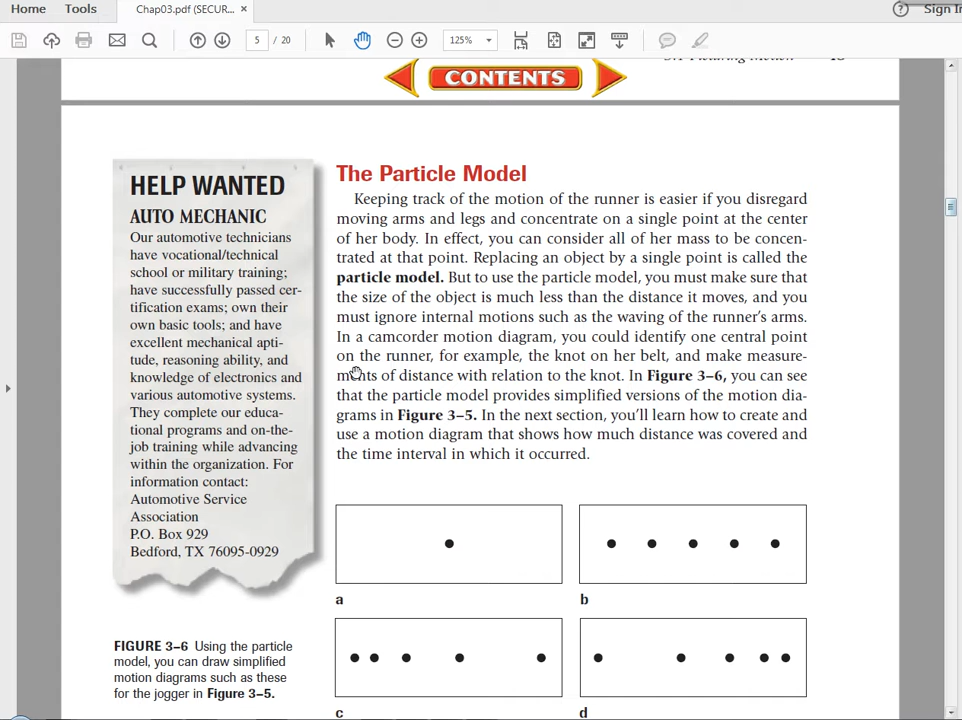 Home
Tools
Chap03.pdf (SECUR... ×
Sign In
5 / 20
125%
CONTENTS
3.1 Picturing Motion
HELP WANTED
AUTO MECHANIC
Our automotive technicians
have vocational/technical
school or military training;
have successfully passed cer-
tification exams; own their
own basic tools; and have
excellent mechanical apti-
tude, reasoning ability, and
knowledge of electronics and
various automotive systems.
They complete our educa-
tional programs and on-the-
job training while advancing
within the organization. For
information contact:
Automotive Service
Association
P.O. Box 929
Bedford, TX 76095-0929
The Particle Model
Keeping track of the motion of the runner is easier if you disregard
moving arms and legs and concentrate on a single point at the center
of her body. In effect, you can consider all of her mass to be concen-
trated at that point. Replacing an object by a single point is called the
particle model. But to use the particle model, you must make sure that
the size of the object is much less than the distance it moves, and you
must ignore internal motions such as the waving of the runner's arms.
In a camcorder motion diagram, you could identify one central point
on the runner, for example, the knot on her belt, and make measure-
ments of distance with relation to the knot. In Figure 3–6, you can see
that the particle model provides simplified versions of the motion dia-
grams in Figure 3–5. In the next section, you'll learn how to create and
use a motion diagram that shows how much distance was covered and
the time interval in which it occurred.
a
b
c
d
FIGURE 3–6 Using the particle
model, you can draw simplified
motion diagrams such as these
for the jogger in Figure 3–5.